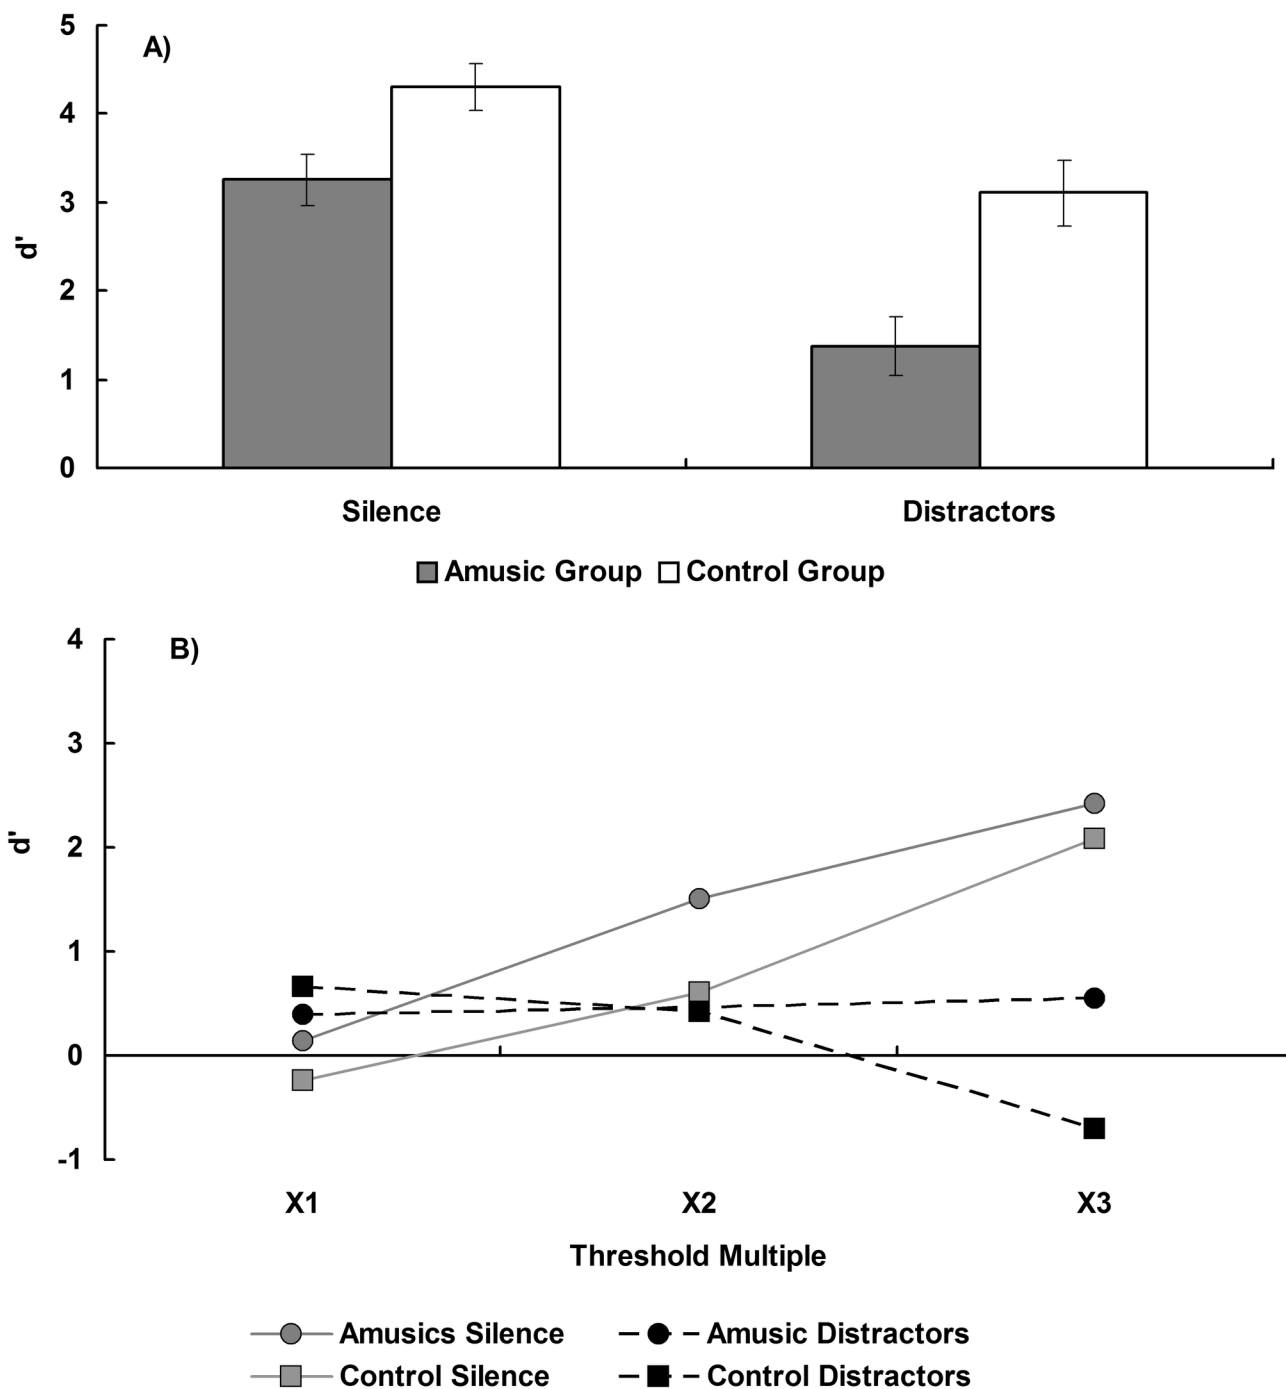 A)
5
4
3
2
1
0
d'
Silence Distractors
Amusic Group Control Group
B)
4
3
2
1
0
-1
d'
X1 X2 X3
Threshold Multiple
Amusics Silence Amusic Distractors
Control Silence Control Distractors